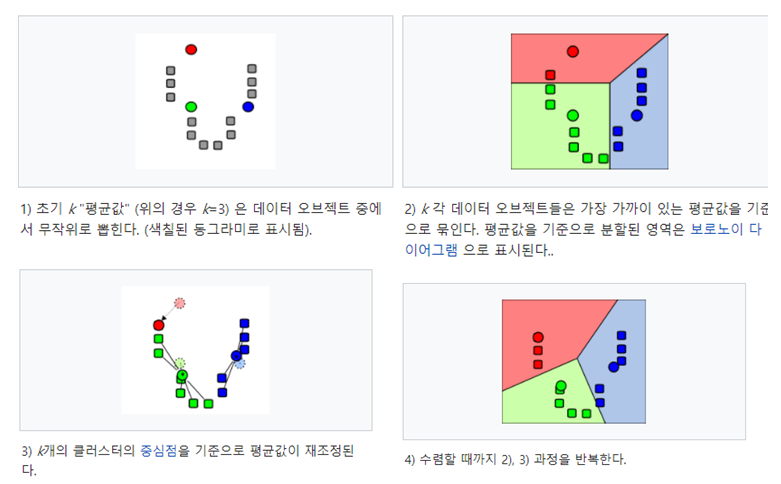 1) 초기 k "평균값" (위의 경우 k=3) 은 데이터 오브젝트 중에
서 무작위로 뽑힌다. (색칠된 동그라미로 표시됨).
2) k 각 데이터 오브젝트들은 가장 가까이 있는 평균값을 기준
으로 묶인다. 평균값을 기준으로 분할된 영역은 보로노이 다
이어그램 으로 표시된다..
3) k개의 클러스터의 중심점을 기준으로 평균값이 재조정된
다.
4) 수렴할 때까지 2), 3) 과정을 반복한다.